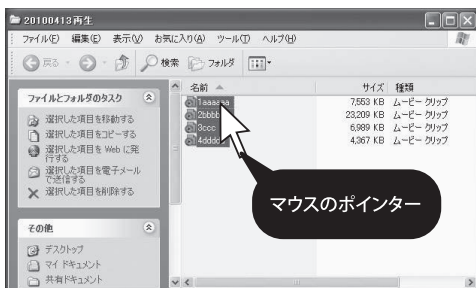 20100413再生
ファイル(F) 編集(E) 表示(V) お気に入り(A) ツール(T) ヘルプ(H)
戻る 検索 フォルダ
ファイルとフォルダのタスク
選択した項目を移動する
選択した項目をコピーする
選択した項目を Web に発
行する
選択した項目を電子メール
で送信する
選択した項目を削除する
その他
デスクトップ
マイ ドキュメント
共有ドキュメント
名前 サイズ 種類
1aaaaaa 7,553 KB ムービー クリップ
2bbbb 23,209 KB ムービー クリップ
3ccc 6,989 KB ムービー クリップ
4dddd 4,367 KB ムービー クリップ
マウスのポインター